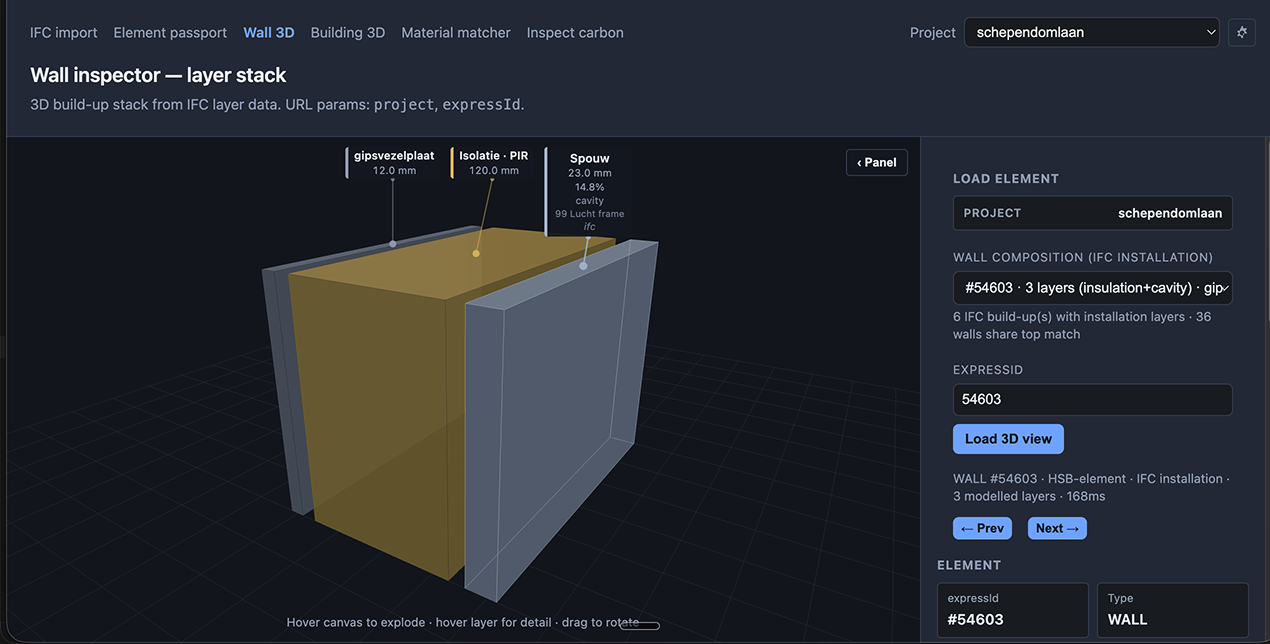 IFC import Element passport Wall 3D Building 3D Material matcher Inspect carbon
Project schependomlaan
Wall inspector — layer stack
3D build-up stack from IFC layer data. URL params: project, expressId.
gipsvezelplaat
12.0 mm
Isolatie · PIR
120.0 mm
Spouw
23.0 mm
14.8%
cavity
99 Lucht frame
ifc
‹ Panel
Hover canvas to explode · hover layer for detail · drag to rotate
LOAD ELEMENT
PROJECT schependomlaan
WALL COMPOSITION (IFC INSTALLATION)
#54603 · 3 layers (insulation+cavity) · gip
6 IFC build-up(s) with installation layers · 36
walls share top match
EXPRESSID
54603
Load 3D view
WALL #54603 · HSB-element · IFC installation ·
3 modelled layers · 168ms
← Prev Next →
ELEMENT
expressId
#54603
Type
WALL